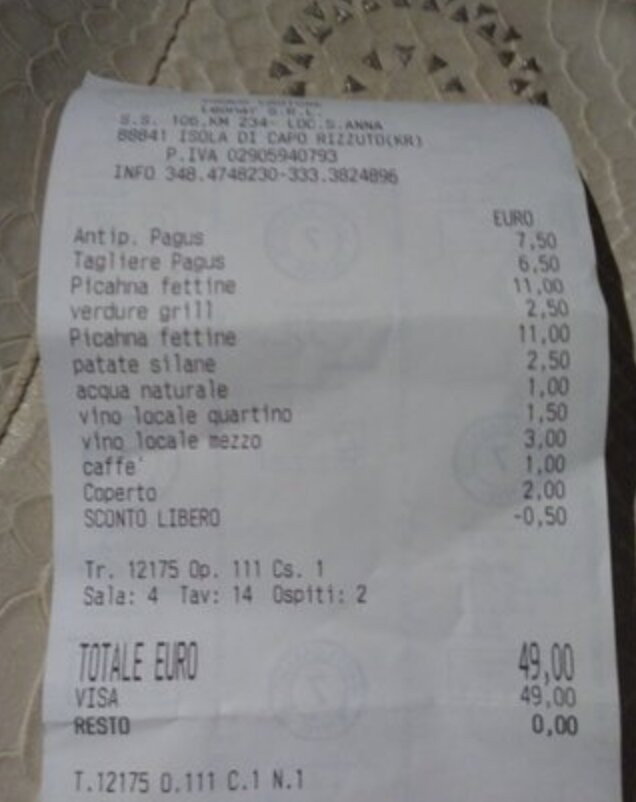 S.R.L.
S.S. 106,KM 234- LOC.S.ANNA
88841 ISOLA DI CAPO RIZZUTO(KR)
P.IVA 02905940793
INFO 348.4748230-333.3824896
EURO
Antip. Pagus 7,50
Tagliere Pagus 6,50
Picahna fettine 11,00
verdure grill 2,50
Picahna fettine 11,00
patate silane 2,50
acqua naturale 1,00
vino locale quartino 1,50
vino locale mezzo 3,00
caffe' 1,00
Coperto 2,00
SCONTO LIBERO -0,50
Tr. 12175 Op. 111 Cs. 1
Sala: 4 Tav: 14 Ospiti: 2
TOTALE EURO 49,00
VISA 49,00
RESTO 0,00
T.12175 O.111 C.1 N.1